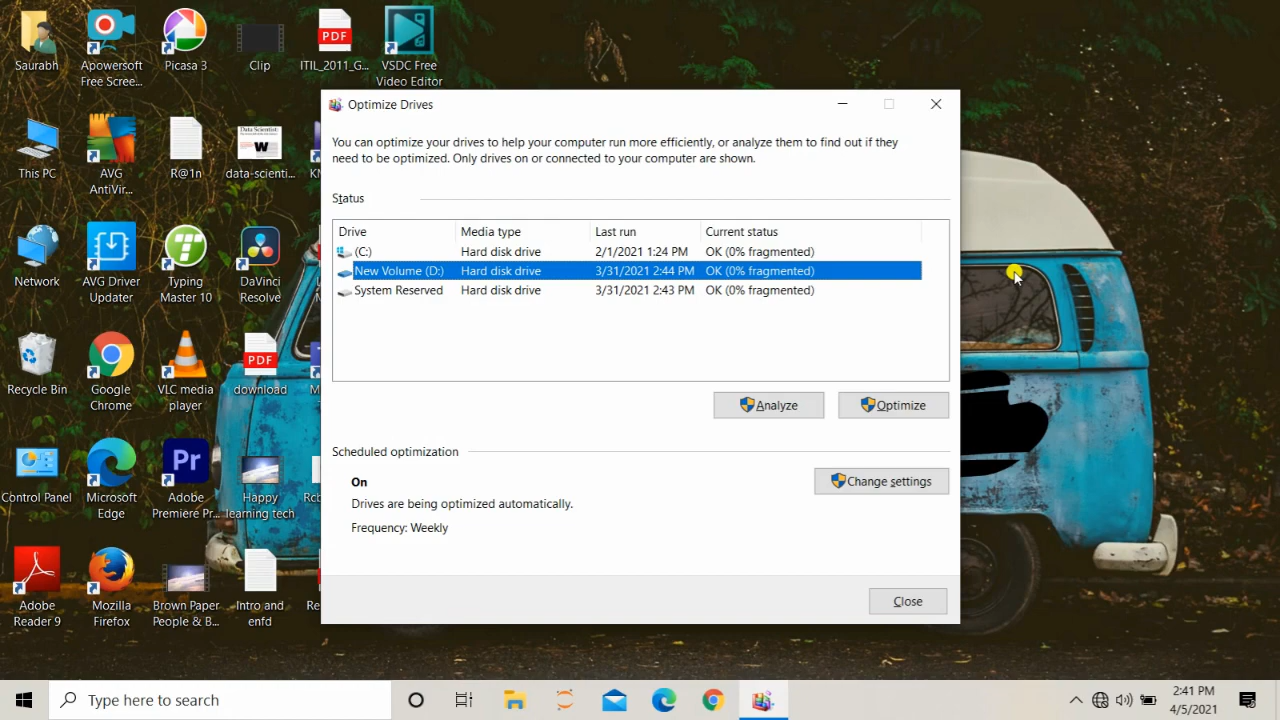 Saurabh
Apowersoft
Free Scree...
Picasa 3
Clip
PDF
ITIL_2011_G...
VSDC Free
Video Editor
Optimize Drives
You can optimize your drives to help your computer run more efficiently, or analyze them to find out if they
need to be optimized. Only drives on or connected to your computer are shown.
Status
Drive Media type Last run Current status
(C:) Hard disk drive 2/1/2021 1:24 PM OK (0% fragmented)
New Volume (D:) Hard disk drive 3/31/2021 2:44 PM OK (0% fragmented)
System Reserved Hard disk drive 3/31/2021 2:43 PM OK (0% fragmented)
Analyze
Optimize
Scheduled optimization
On
Drives are being optimized automatically.
Frequency: Weekly
Change settings
Close
This PC
AVG
AntiVir...
R@1n
Data Scientist:
W
data-scienti...
Network
AVG Driver
Updater
Typing
Master 10
DaVinci
Resolve
Recycle Bin
Google
Chrome
VLC media
player
PDF
download
Control Panel
Microsoft
Edge
Pr
Adobe
Premiere Pr...
Happy
learning tech
Adobe
Reader 9
Mozilla
Firefox
Brown Paper
People & B...
Intro and
enfd
Type here to search
2:41 PM
4/5/2021